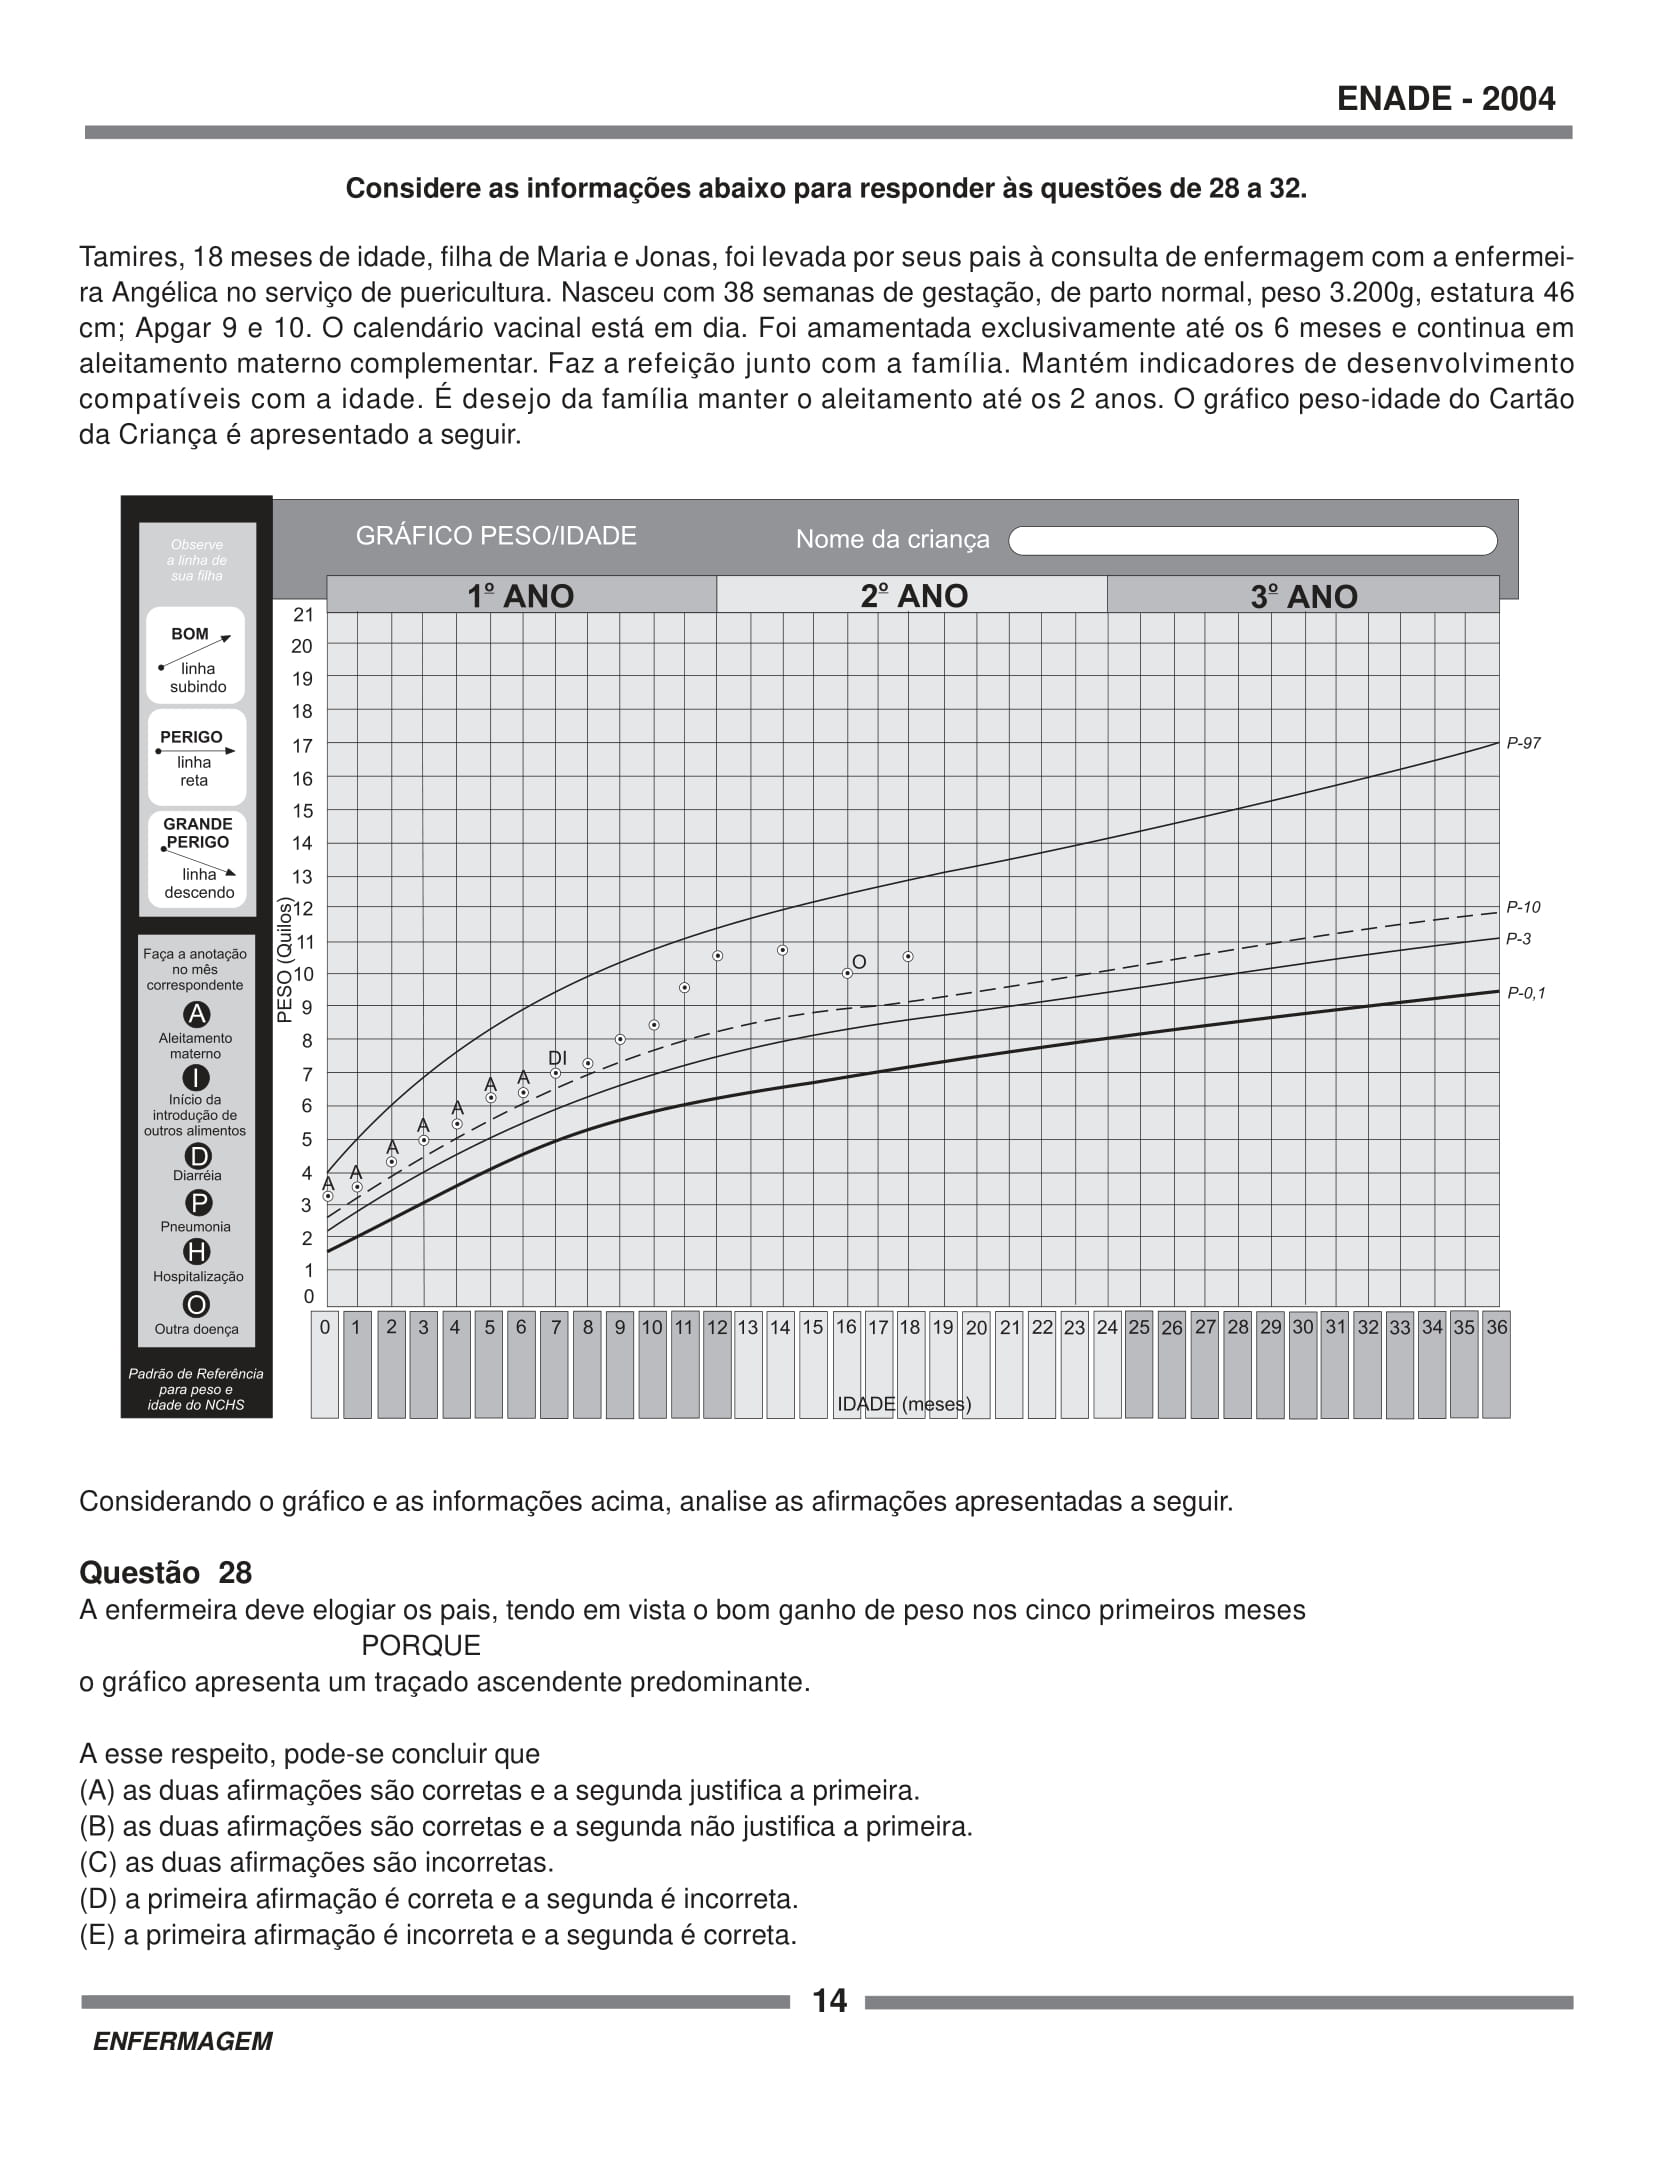 ENADE - 2004
Considere as informações abaixo para responder às questões de 28 a 32.
Tamires, 18 meses de idade, filha de Maria e Jonas, foi levada por seus pais à consulta de enfermagem com a enfermei-
ra Angélica no serviço de puericultura. Nasceu com 38 semanas de gestação, de parto normal, peso 3.200g, estatura 46
cm; Apgar 9 e 10. O calendário vacinal está em dia. Foi amamentada exclusivamente até os 6 meses e continua em
aleitamento materno complementar. Faz a refeição junto com a família. Mantém indicadores de desenvolvimento
compatíveis com a idade. É desejo da família manter o aleitamento até os 2 anos. O gráfico peso-idade do Cartão
da Criança é apresentado a seguir.
Observe
a linha de
sua filha
BOM
linha
subindo
PERIGO
linha
reta
GRANDE
PERIGO
linha
descendo
Faça a anotação
no mês
correspondente
A
Aleitamento
materno
I
Início da
introdução de
outros alimentos
D
Diarréia
P
Pneumonia
H
Hospitalização
O
Outra doença
Padrão de Referência
para peso e
idade do NCHS
GRÁFICO PESO/IDADE
Nome da criança
1º ANO 2º ANO 3º ANO
21
20
19
18
17
16
15
14
13
12
11
10
9
8
7
6
5
4
3
2
1
0
PESO (Quilos)
P-97
P-10
P-3
P-0,1
A A A A A A A DI O
0 1 2 3 4 5 6 7 8 9 10 11 12 13 14 15 16 17 18 19 20 21 22 23 24 25 26 27 28 29 30 31 32 33 34 35 36
IDADE (meses)
Considerando o gráfico e as informações acima, analise as afirmações apresentadas a seguir.
Questão 28
A enfermeira deve elogiar os pais, tendo em vista o bom ganho de peso nos cinco primeiros meses
PORQUE
o gráfico apresenta um traçado ascendente predominante.
A esse respeito, pode-se concluir que
(A) as duas afirmações são corretas e a segunda justifica a primeira.
(B) as duas afirmações são corretas e a segunda não justifica a primeira.
(C) as duas afirmações são incorretas.
(D) a primeira afirmação é correta e a segunda é incorreta.
(E) a primeira afirmação é incorreta e a segunda é correta.
14
ENFERMAGEM